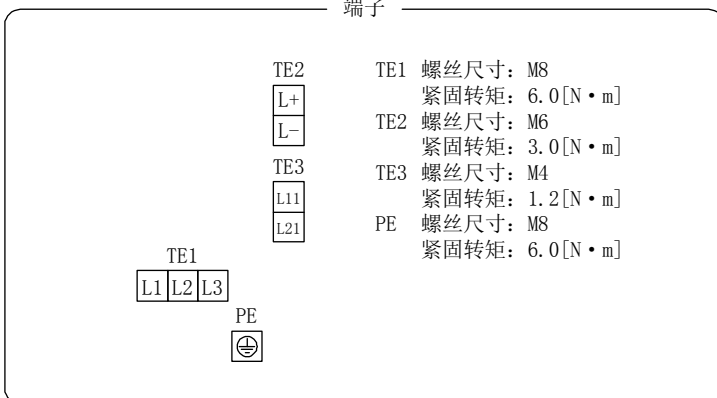 端子
TE2
L+
L-
TE3
L11
L21
TE1
L1 L2 L3
PE
TE1 螺丝尺寸：M8
紧固转矩：6.0[N·m]
TE2 螺丝尺寸：M6
紧固转矩：3.0[N·m]
TE3 螺丝尺寸：M4
紧固转矩：1.2[N·m]
PE 螺丝尺寸：M8
紧固转矩：6.0[N·m]